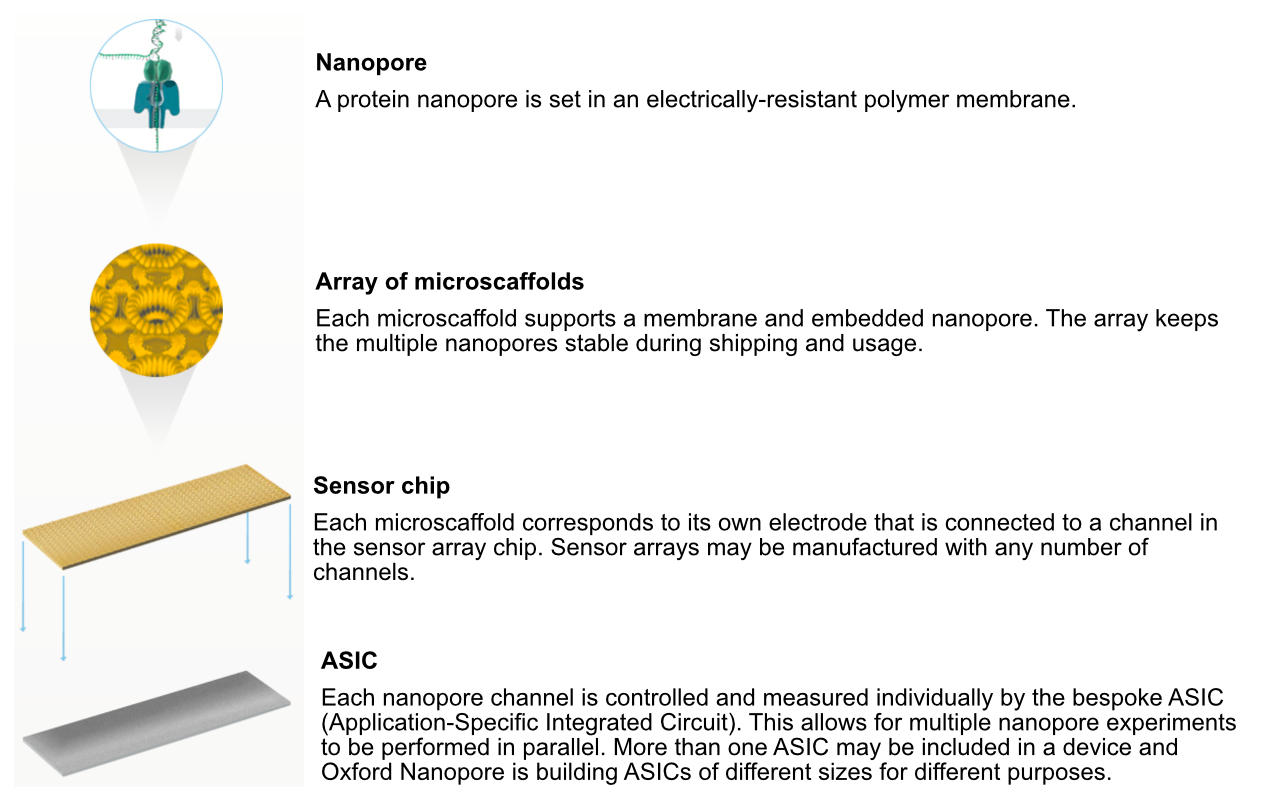 Nanopore
A protein nanopore is set in an electrically-resistant polymer membrane.
Array of microscaffolds
Each microscaffold supports a membrane and embedded nanopore. The array keeps
the multiple nanopores stable during shipping and usage.
Sensor chip
Each microscaffold corresponds to its own electrode that is connected to a channel in
the sensor array chip. Sensor arrays may be manufactured with any number of
channels.
ASIC
Each nanopore channel is controlled and measured individually by the bespoke ASIC
(Application-Specific Integrated Circuit). This allows for multiple nanopore experiments
to be performed in parallel. More than one ASIC may be included in a device and
Oxford Nanopore is building ASICs of different sizes for different purposes.